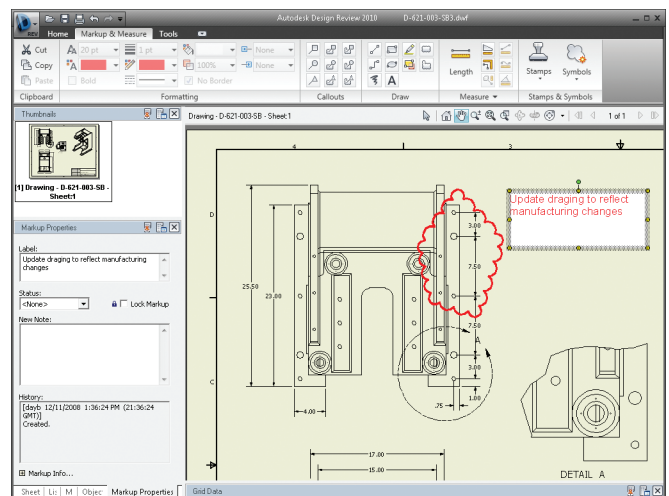 Autodesk Design Review 2010 D-621-003-SB3.dwf
REV Home Markup & Measure Tools
Cut 20 pt 1 pt None
Copy 100% None
Paste Bold No Border
Length Stamps Symbols
Clipboard Formatting Callouts Draw Measure Stamps & Symbols
Thumbnails
Drawing - D-621-003-SB - Sheet:1
1 of 1
[1] Drawing - D-621-003-SB -
Sheet:1
Markup Properties
Label:
Update draging to reflect manufacturing
changes
Status:
<None> Lock Markup
New Note:
History:
[dayb 12/11/2008 1:36:24 PM (21:36:24
GMT)]
Created.
Markup Info...
Sheet Li: M Objec Markup Properties
Grid Data
4 1 3
D
C
Update draging to reflect
manufacturing changes
3.00
7.50
25.50
23.00
7.50
A
3.00
1.00
.75
4.00
17.00
15.00
DETAIL A